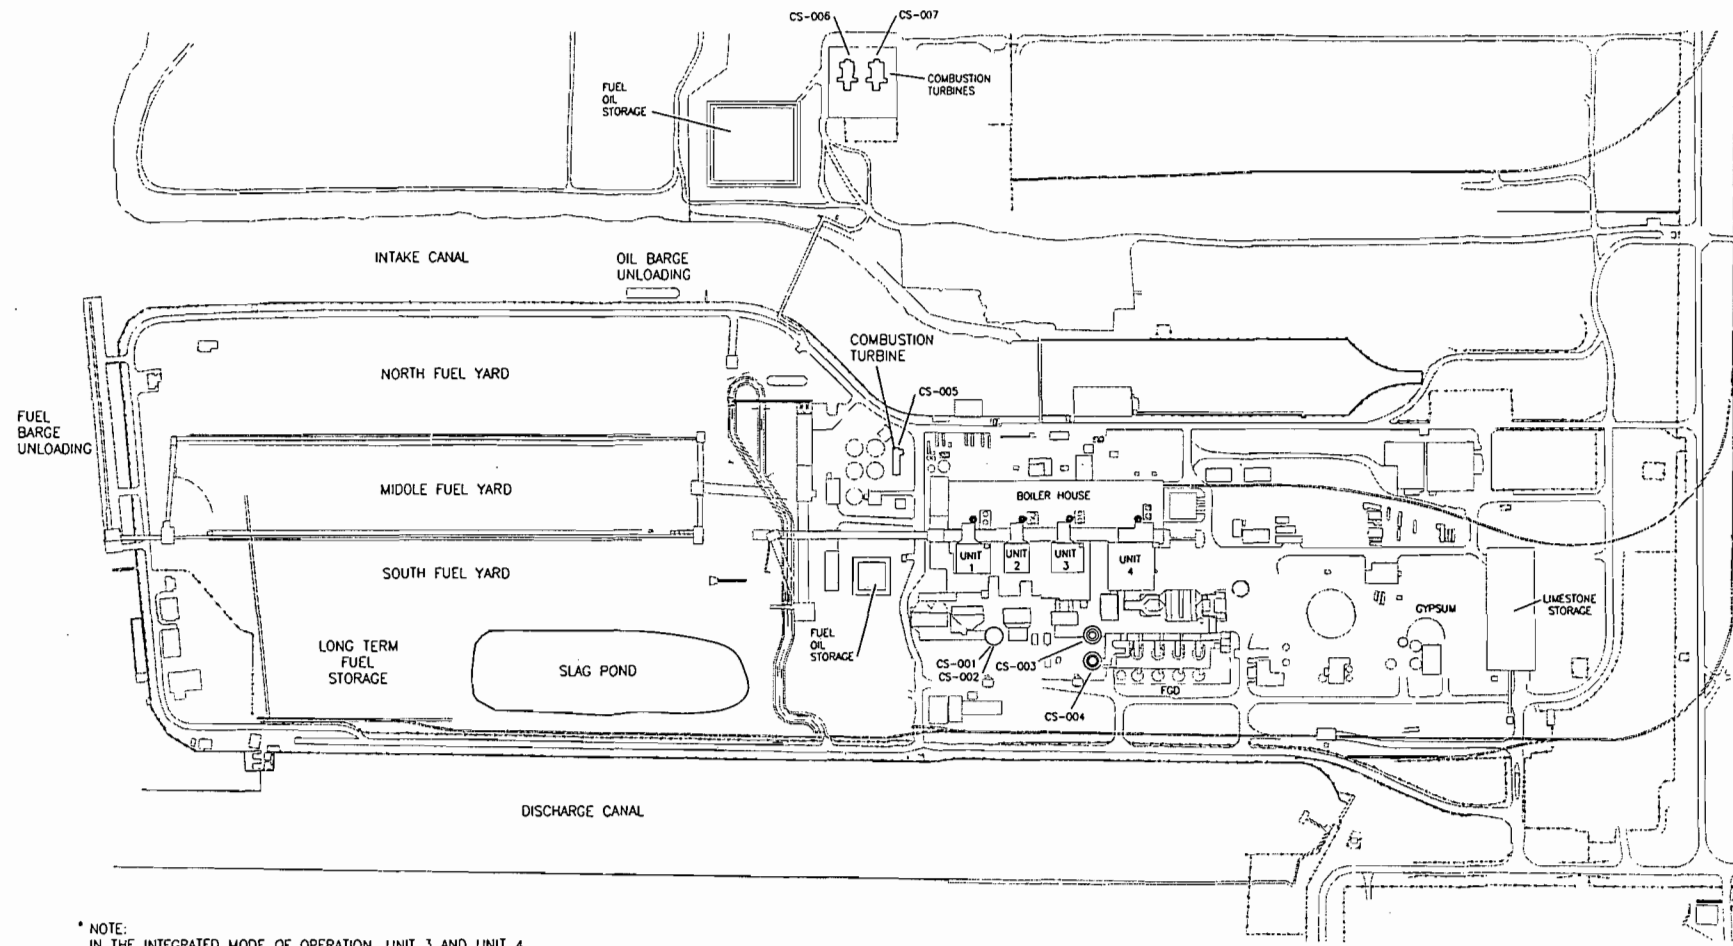 CS-006
CS-007
COMBUSTION
TURBINES
FUEL
OIL
STORAGE
INTAKE CANAL
OIL BARGE
UNLOADING
COMBUSTION
TURBINE
CS-005
NORTH FUEL YARD
FUEL
BARGE
UNLOADING
MIDDLE FUEL YARD
BOILER HOUSE
UNIT
1
UNIT
2
UNIT
3
UNIT
4
SOUTH FUEL YARD
LIMESTONE
STORAGE
GYPSUM
FUEL
OIL
STORAGE
LONG TERM
FUEL
STORAGE
SLAG POND
CS-001
CS-002
CS-003
CS-004
FGD
DISCHARGE CANAL
* NOTE:
IN THE INTEGRATED MODE OF OPERATION, UNIT 3 AND UNIT 4